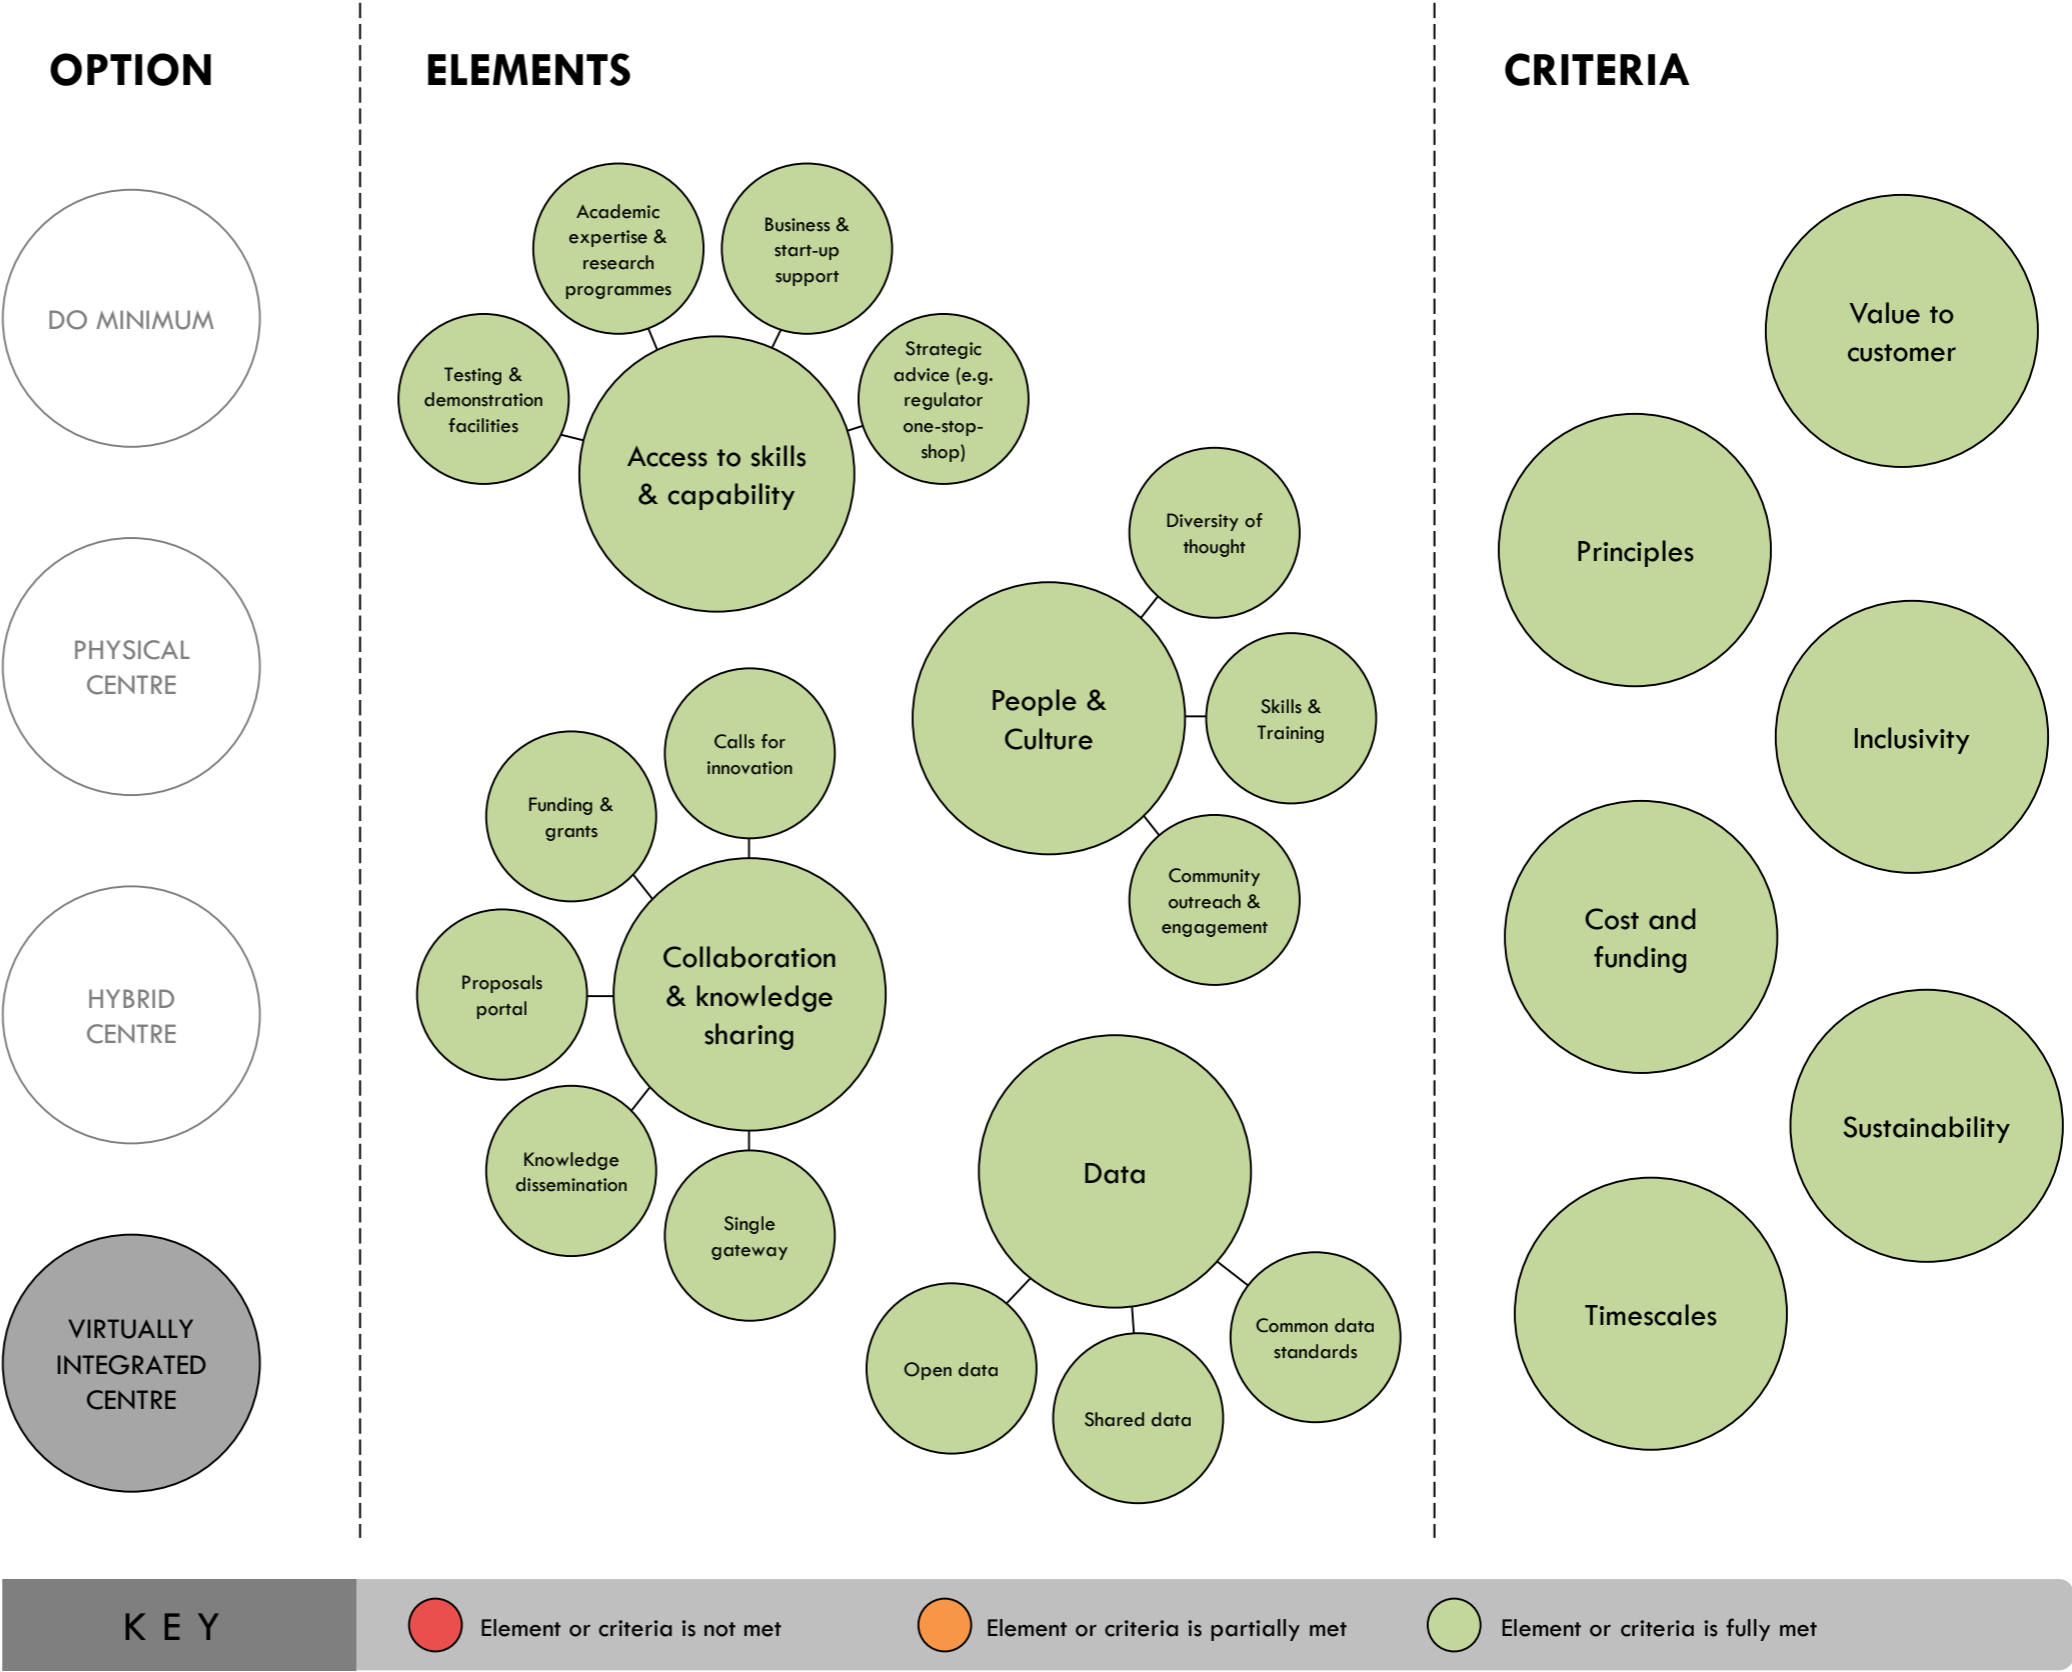 OPTION
DO MINIMUM
PHYSICAL
CENTRE
HYBRID
CENTRE
VIRTUALLY
INTEGRATED
CENTRE
ELEMENTS
Academic
expertise &
research
programmes
Business &
start-up
support
Testing &
demonstration
facilities
Strategic
advice (e.g.
regulator
one-stop-
shop)
Access to skills
& capability
Diversity of
thought
People &
Culture
Skills &
Training
Community
outreach &
engagement
Calls for
innovation
Funding &
grants
Proposals
portal
Collaboration
& knowledge
sharing
Knowledge
dissemination
Single
gateway
Data
Open data
Shared data
Common data
standards
CRITERIA
Value to
customer
Principles
Inclusivity
Cost and
funding
Sustainability
Timescales
KEY
Element or criteria is not met
Element or criteria is partially met
Element or criteria is fully met